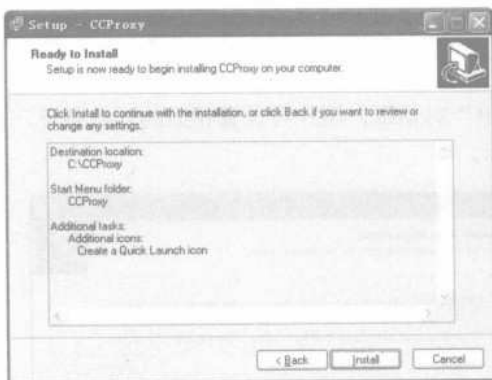 Setup - CCProxy
Ready to Install
Setup is now ready to begin installing CCProxy on your computer.
Click Install to continue with the installation, or click Back if you want to review or
change any settings.
Destination location:
C:\CCProxy
Start Menu folder:
CCProxy
Additional tasks:
Additional icons:
Create a Quick Launch icon
< Back
Install
Cancel